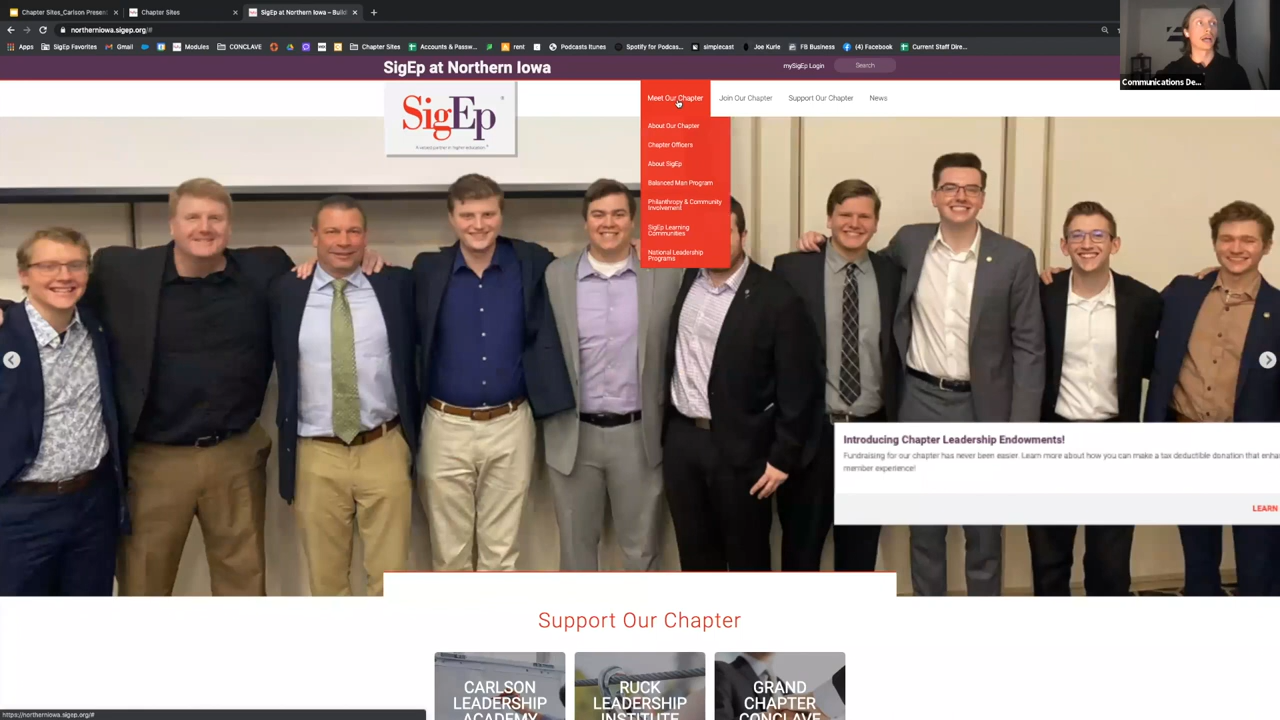 Chapter Sites_Carlson Present
Chapter Sites
SigEp at Northern Iowa – Build
northerniowa.sigep.org/#
Apps
SigEp Favorites
Gmail
Modules
CONCLAVE
Chapter Sites
Accounts & Passw...
rent
Podcasts Itunes
Spotify for Podcas...
simplecast
Joe Kurle
FB Business
(4) Facebook
Current Staff Dire...
Communications De...
SigEp at Northern Iowa
mySigEp Login
Search
SigEp
Meet Our Chapter
Join Our Chapter
Support Our Chapter
News
About Our Chapter
Chapter Officers
About SigEp
Balanced Man Program
Philanthropy & Community
Involvement
SigEp Learning
Communities
National Leadership
Programs
Introducing Chapter Leadership Endowments!
Fundraising for our chapter has never been easier. Learn more about how you can make a tax deductible donation that enha
member experience!
LEARN
Support Our Chapter
CARLSON
LEADERSHIP
ACADEMY
RUCK
LEADERSHIP
INSTITUTE
GRAND
CHAPTER
CONCLAVE
https://northerniowa.sigep.org/#